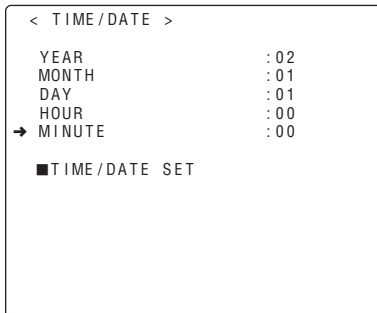 < TIME/DATE >
YEAR :02
MONTH :01
DAY :01
HOUR :00
➔ MINUTE :00
■TIME/DATE SET